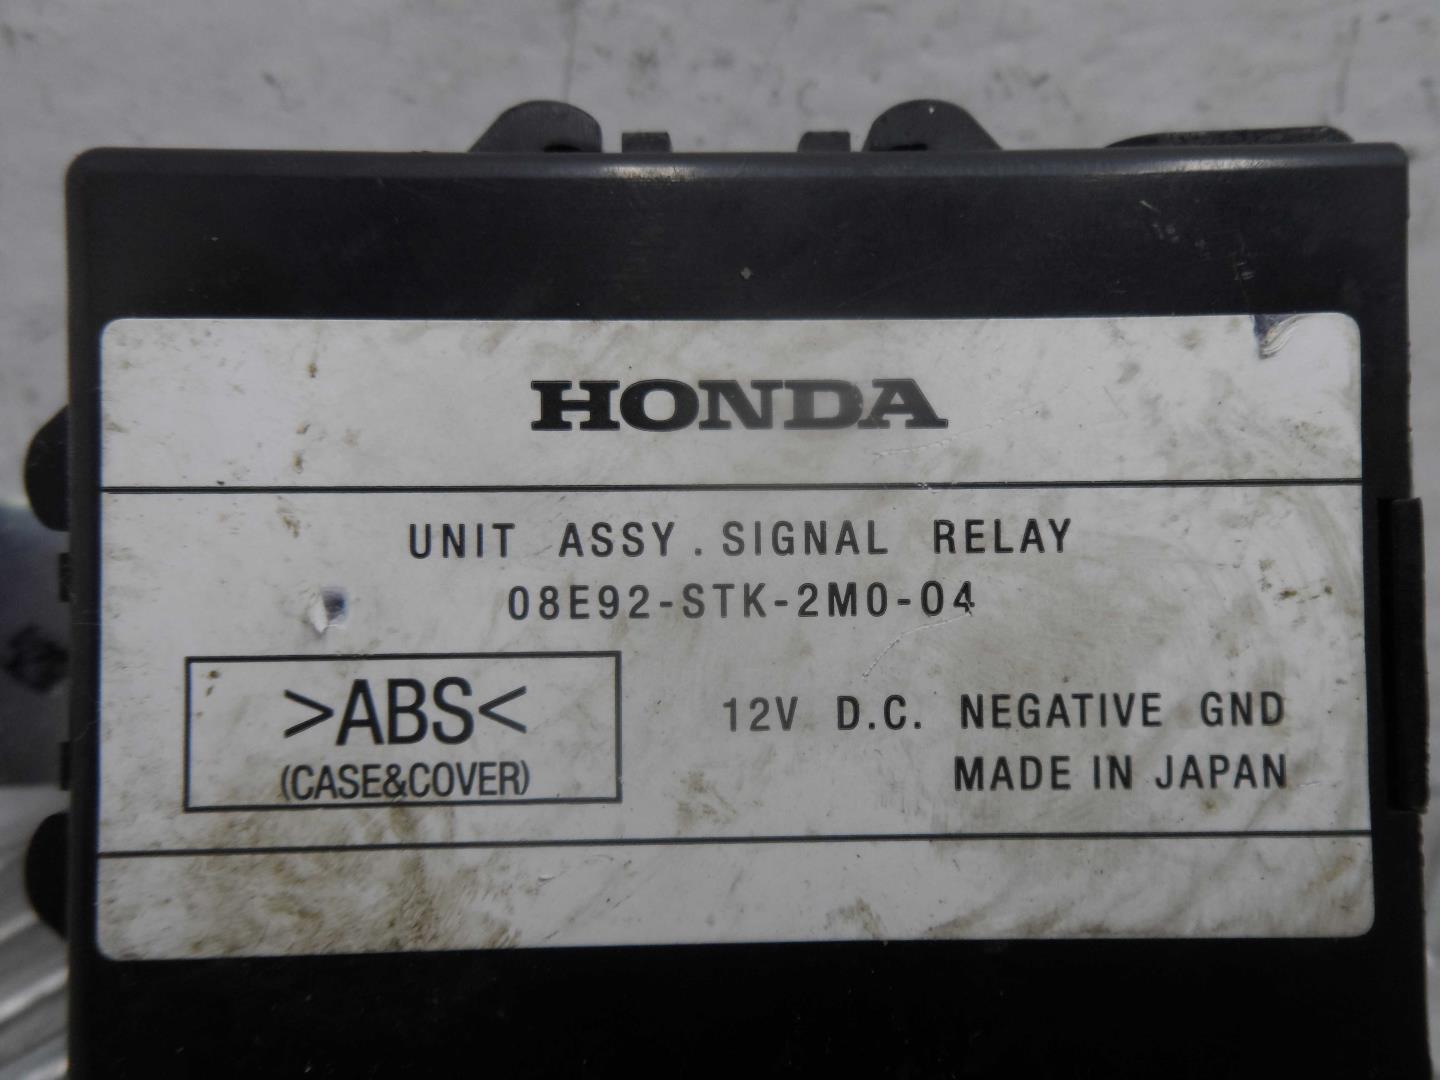 HONDA
UNIT ASSY. SIGNAL RELAY
08E92-STK-2M0-04
>ABS<
(CASE&COVER)
12V D.C. NEGATIVE GND
MADE IN JAPAN